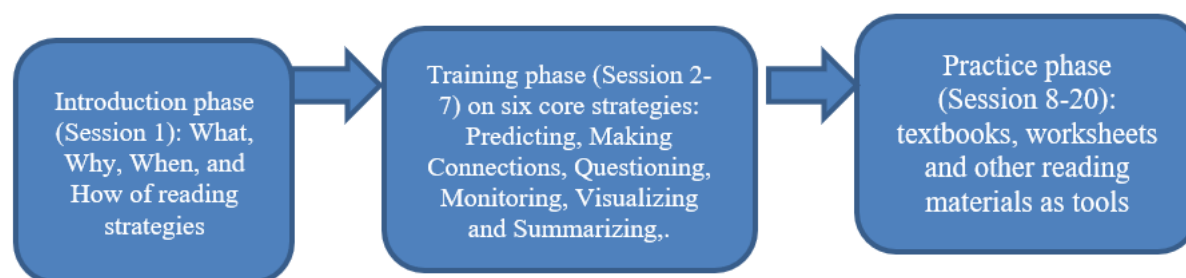 Introduction phase
(Session 1): What,
Why, When, and
How of reading
strategies
Training phase (Session 2-
7) on six core strategies:
Predicting, Making
Connections, Questioning,
Monitoring, Visualizing
and Summarizing,.
Practice phase
(Session 8-20):
textbooks, worksheets
and other reading
materials as tools